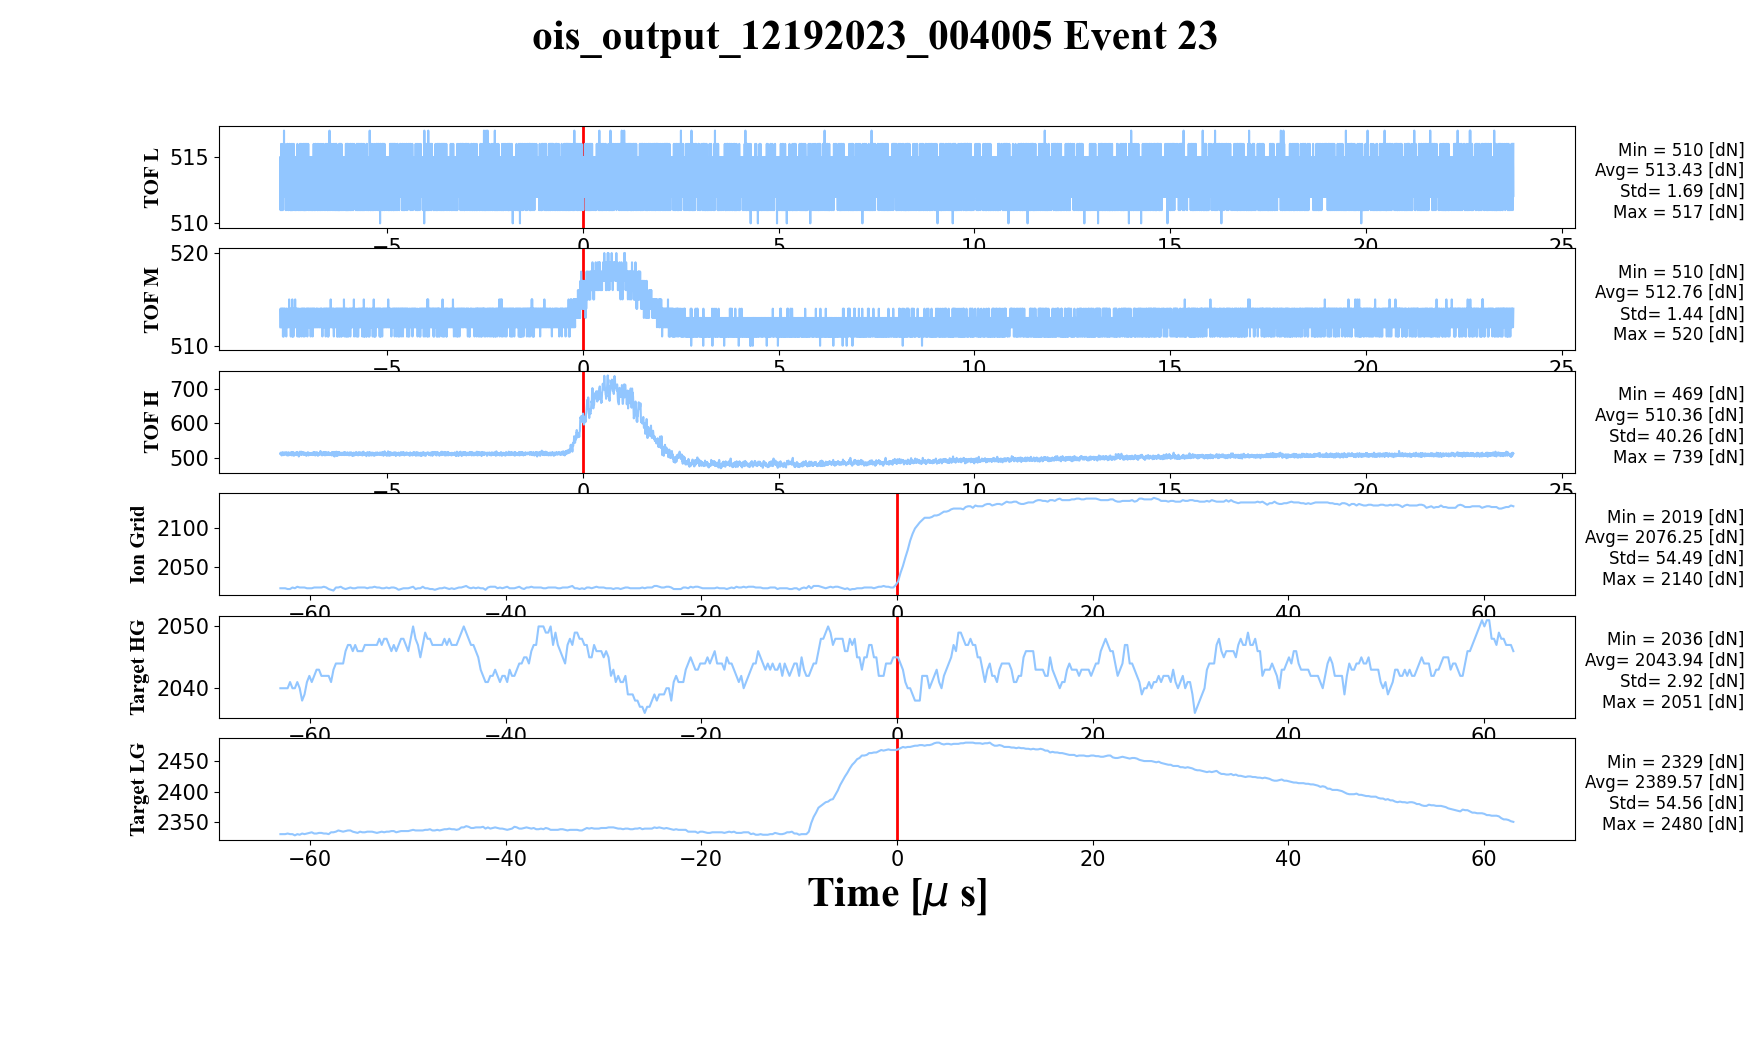 ois_output_12192023_004005 Event 23
TOF L
515
510
−5 0 5 10 15 20 25
Min = 510 [dN]
Avg= 513.43 [dN]
Std= 1.69 [dN]
Max = 517 [dN]
TOF M
520
510
−5 0 5 10 15 20 25
Min = 510 [dN]
Avg= 512.76 [dN]
Std= 1.44 [dN]
Max = 520 [dN]
TOF H
700
600
500
−5 0 5 10 15 20 25
Min = 469 [dN]
Avg= 510.36 [dN]
Std= 40.26 [dN]
Max = 739 [dN]
Ion Grid
2100
2050
−60 −40 −20 0 20 40 60
Min = 2019 [dN]
Avg= 2076.25 [dN]
Std= 54.49 [dN]
Max = 2140 [dN]
Target HG
2050
2040
−60 −40 −20 0 20 40 60
Min = 2036 [dN]
Avg= 2043.94 [dN]
Std= 2.92 [dN]
Max = 2051 [dN]
Target LG
2450
2400
2350
−60 −40 −20 0 20 40 60
Min = 2329 [dN]
Avg= 2389.57 [dN]
Std= 54.56 [dN]
Max = 2480 [dN]
Time [μ s]